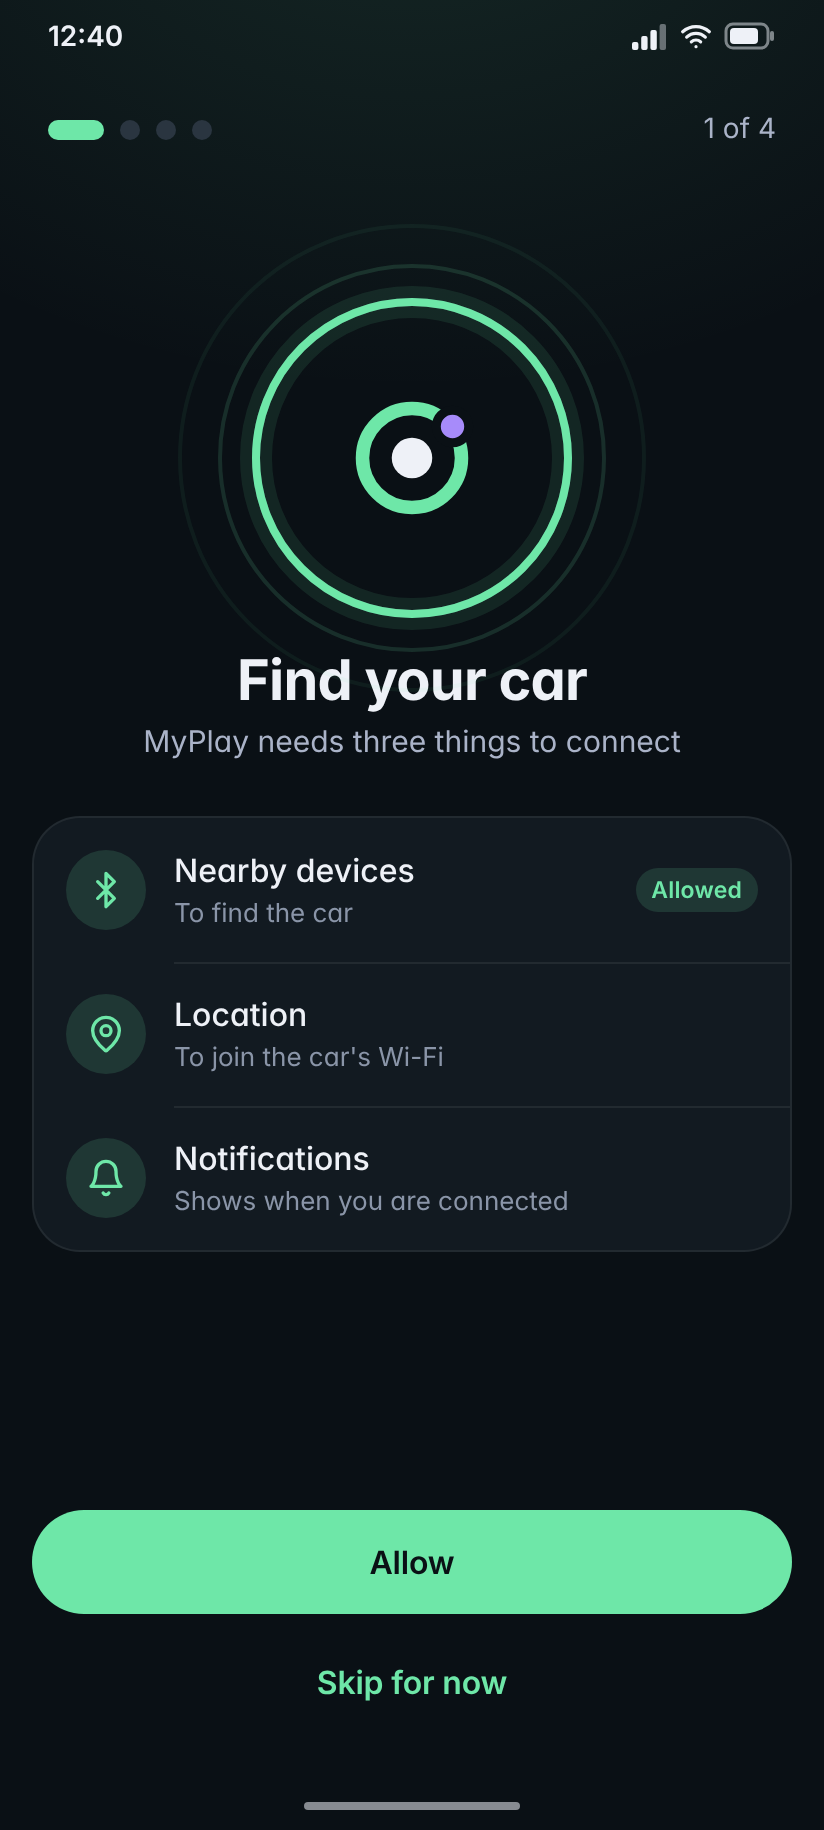 12:40
1 of 4
Find your car
MyPlay needs three things to connect
Nearby devices
To find the car
Allowed
Location
To join the car's Wi-Fi
Notifications
Shows when you are connected
Allow
Skip for now